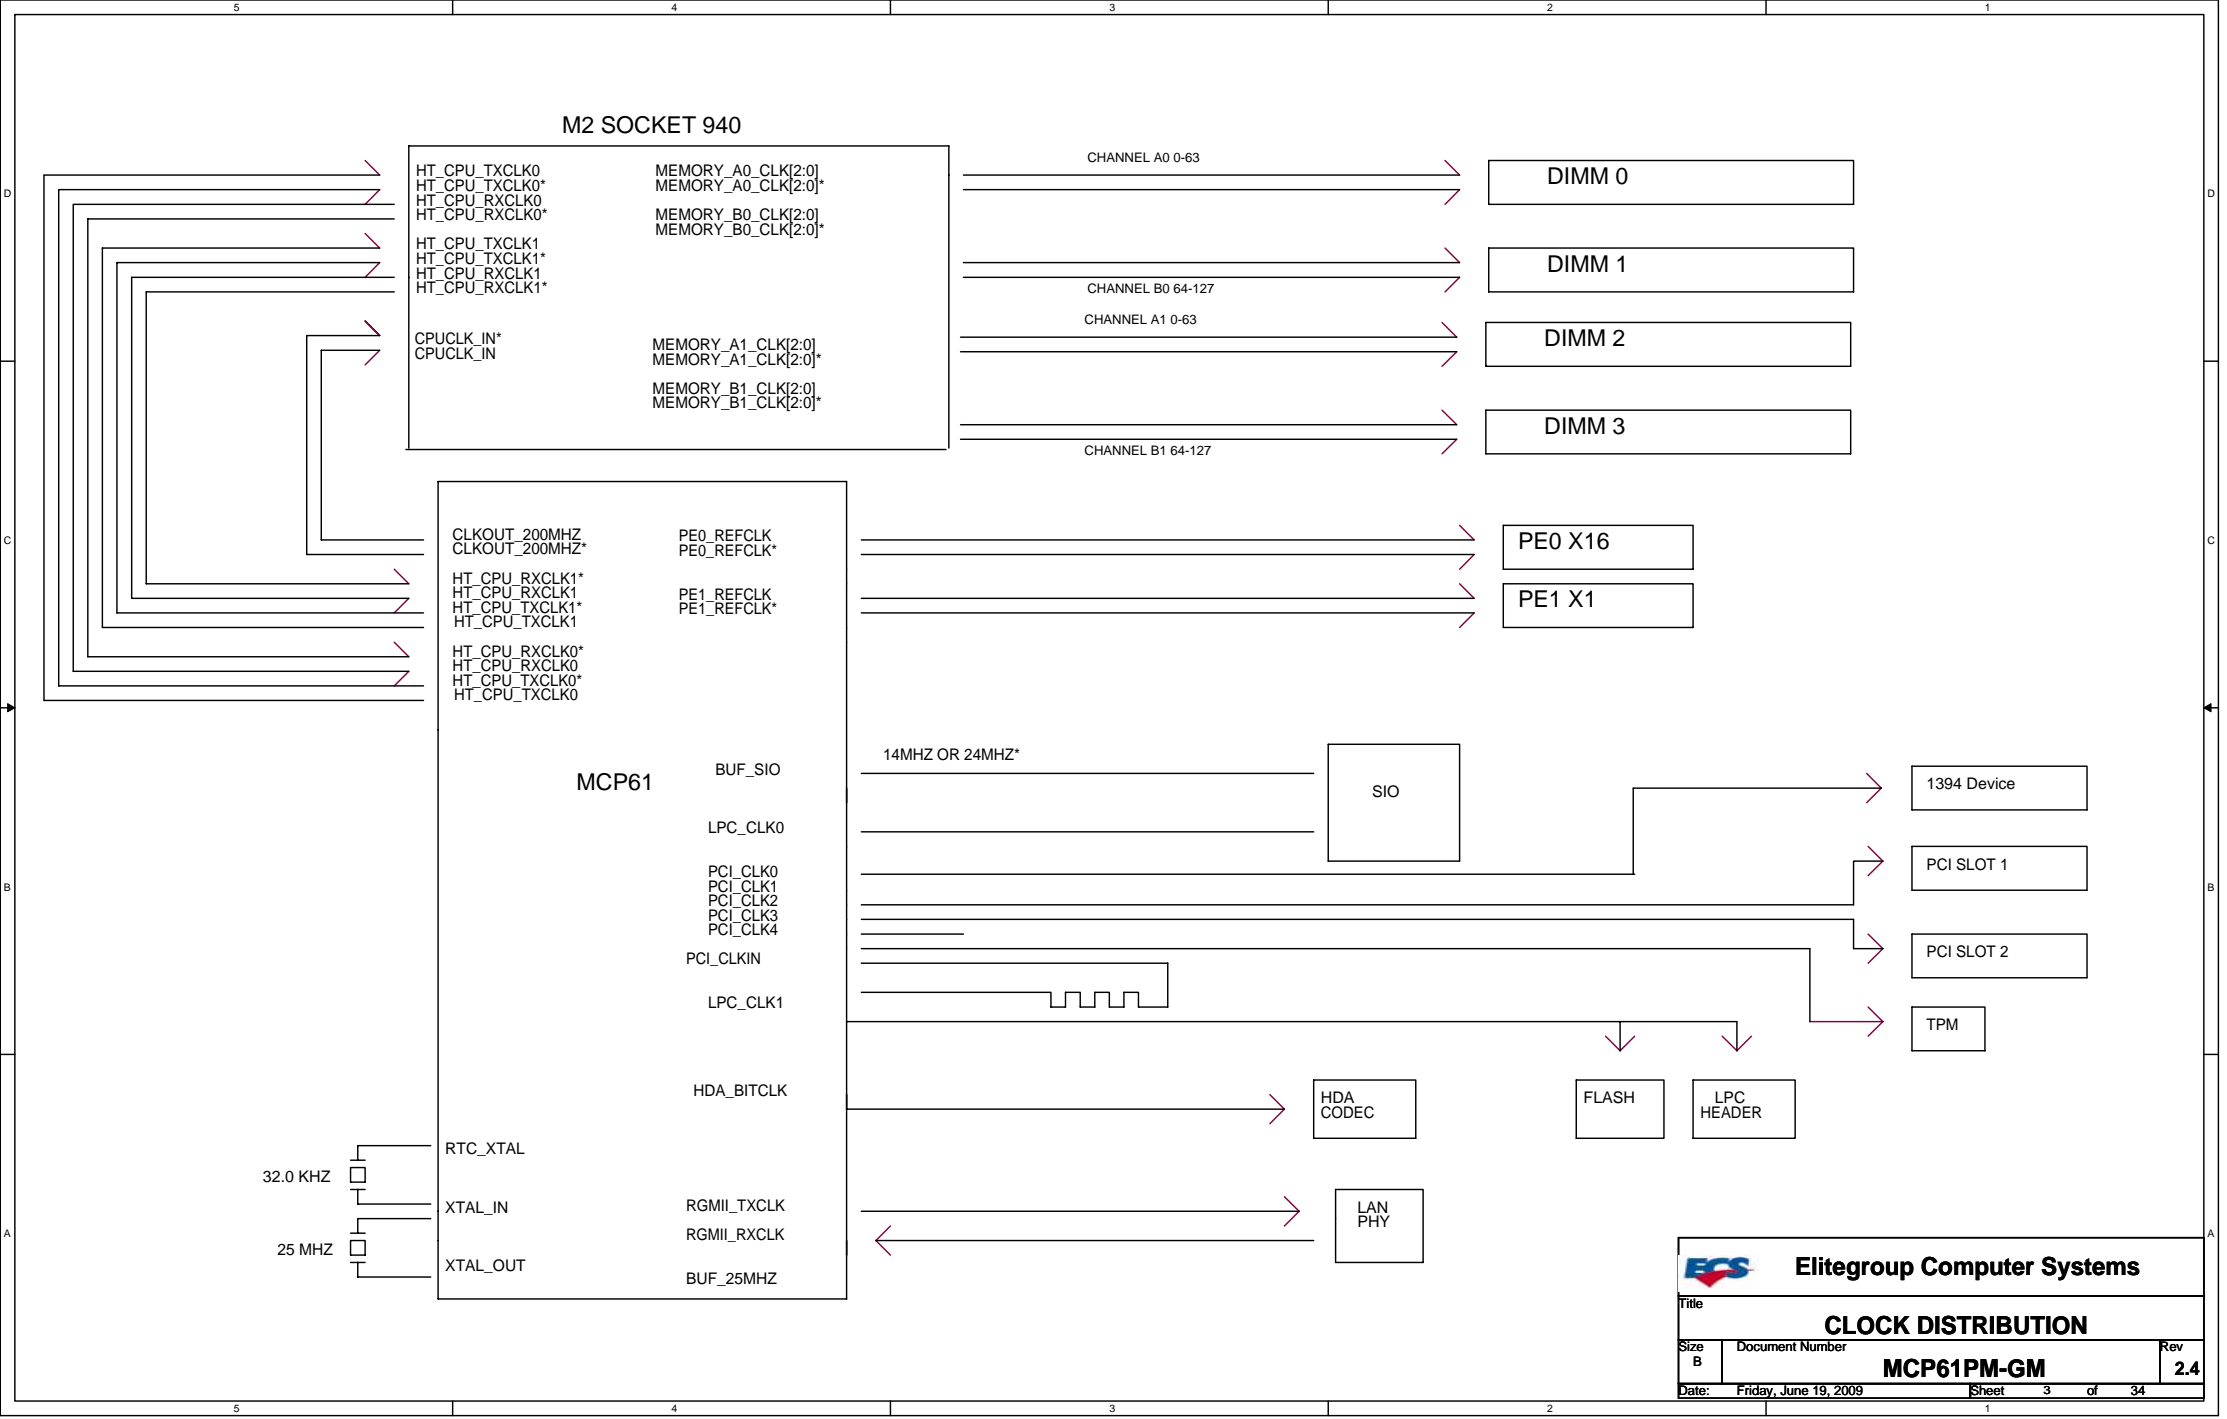 5
4
3
2
1
D
D
C
C
B
B
A
A
M2 SOCKET 940
HT_CPU_TXCLK0
HT_CPU_TXCLK0*
HT_CPU_RXCLK0
HT_CPU_RXCLK0*
HT_CPU_TXCLK1
HT_CPU_TXCLK1*
HT_CPU_RXCLK1
HT_CPU_RXCLK1*
CPUCLK_IN*
CPUCLK_IN
MEMORY_A0_CLK[2:0]
MEMORY_A0_CLK[2:0]*
MEMORY_B0_CLK[2:0]
MEMORY_B0_CLK[2:0]*
MEMORY_A1_CLK[2:0]
MEMORY_A1_CLK[2:0]*
MEMORY_B1_CLK[2:0]
MEMORY_B1_CLK[2:0]*
CHANNEL A0 0-63
CHANNEL B0 64-127
CHANNEL A1 0-63
CHANNEL B1 64-127
DIMM 0
DIMM 1
DIMM 2
DIMM 3
CLKOUT_200MHZ
CLKOUT_200MHZ*
HT_CPU_RXCLK1*
HT_CPU_RXCLK1
HT_CPU_TXCLK1*
HT_CPU_TXCLK1
HT_CPU_RXCLK0*
HT_CPU_RXCLK0
HT_CPU_TXCLK0*
HT_CPU_TXCLK0
PE0_REFCLK
PE0_REFCLK*
PE1_REFCLK
PE1_REFCLK*
PE0 X16
PE1 X1
MCP61
BUF_SIO
14MHZ OR 24MHZ*
SIO
LPC_CLK0
PCI_CLK0
PCI_CLK1
PCI_CLK2
PCI_CLK3
PCI_CLK4
PCI_CLKIN
LPC_CLK1
1394 Device
PCI SLOT 1
PCI SLOT 2
TPM
HDA_BITCLK
HDA
CODEC
FLASH
LPC
HEADER
RTC_XTAL
32.0 KHZ
XTAL_IN
25 MHZ
XTAL_OUT
RGMII_TXCLK
RGMII_RXCLK
BUF_25MHZ
LAN
PHY
ECS
Elitegroup Computer Systems
Title
CLOCK DISTRIBUTION
Size
B
Document Number
MCP61PM-GM
Rev
2.4
Date: Friday, June 19, 2009 Sheet 3 of 34
5
4
3
2
1